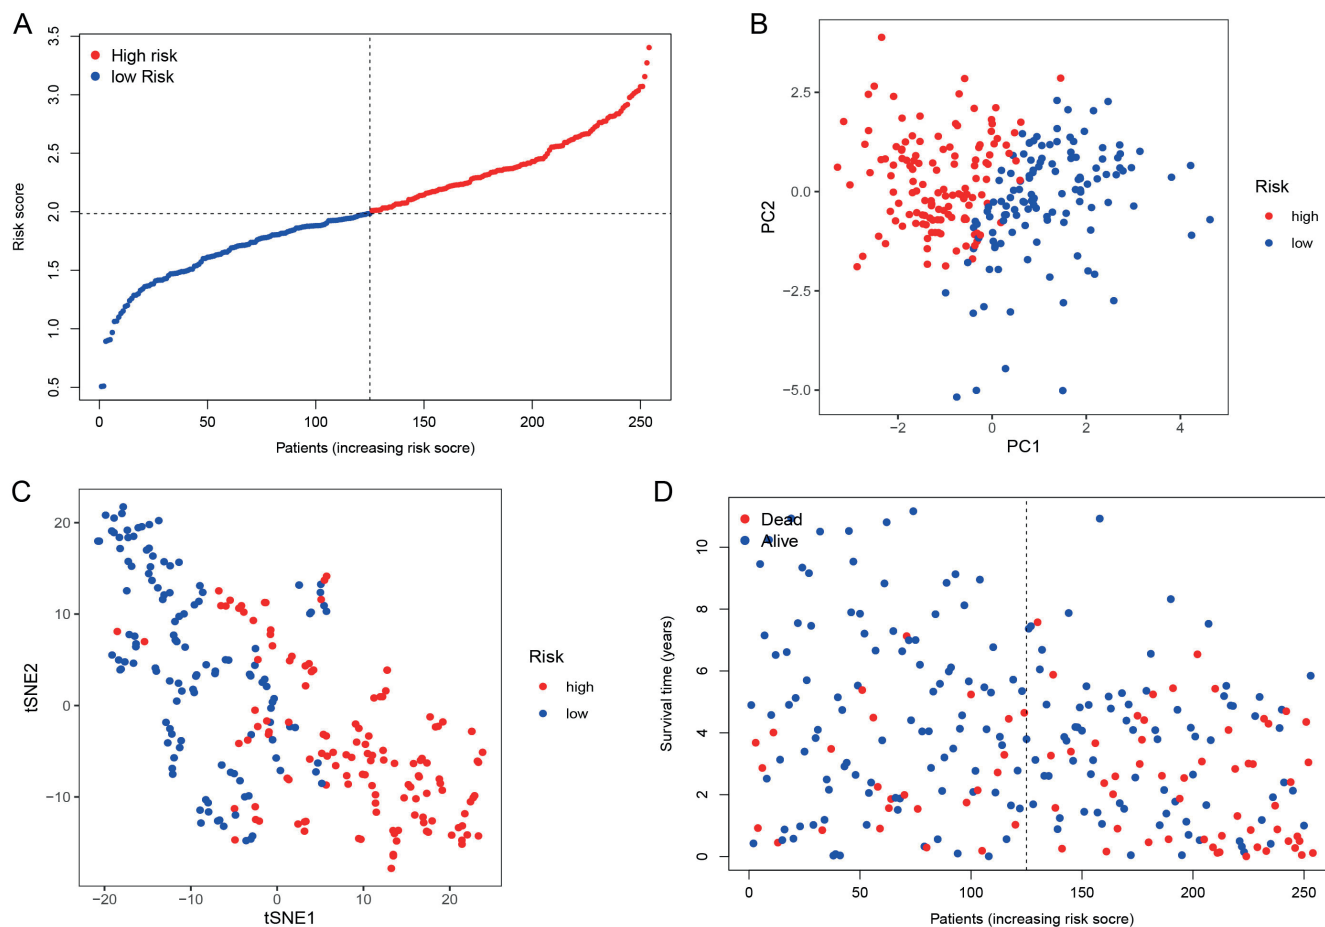 A
3.5
3.0
2.5
2.0
1.5
1.0
0.5
Risk score
High risk
low Risk
0
50
100
150
200
250
Patients (increasing risk socre)
B
2.5
0.0
−2.5
−5.0
PC2
−2
0
2
4
PC1
Risk
high
low
C
20
10
0
−10
tSNE2
−20
−10
0
10
20
tSNE1
Risk
high
low
D
10
8
6
4
2
0
Survival time (years)
Dead
Alive
0
50
100
150
200
250
Patients (increasing risk socre)